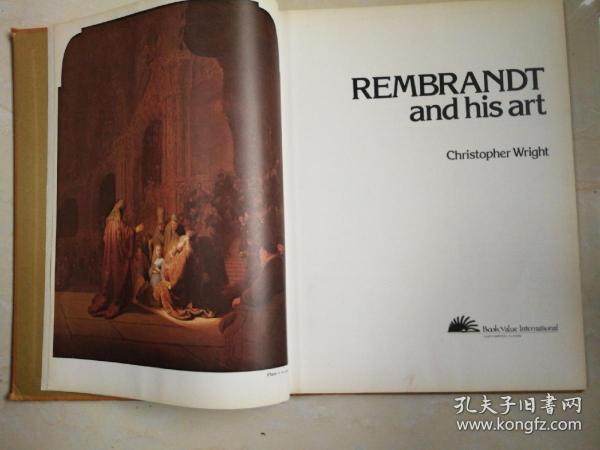 REMBRANDT
and his art
Christopher Wright
Book Value International
孔夫子旧书网
www.kongfz.com